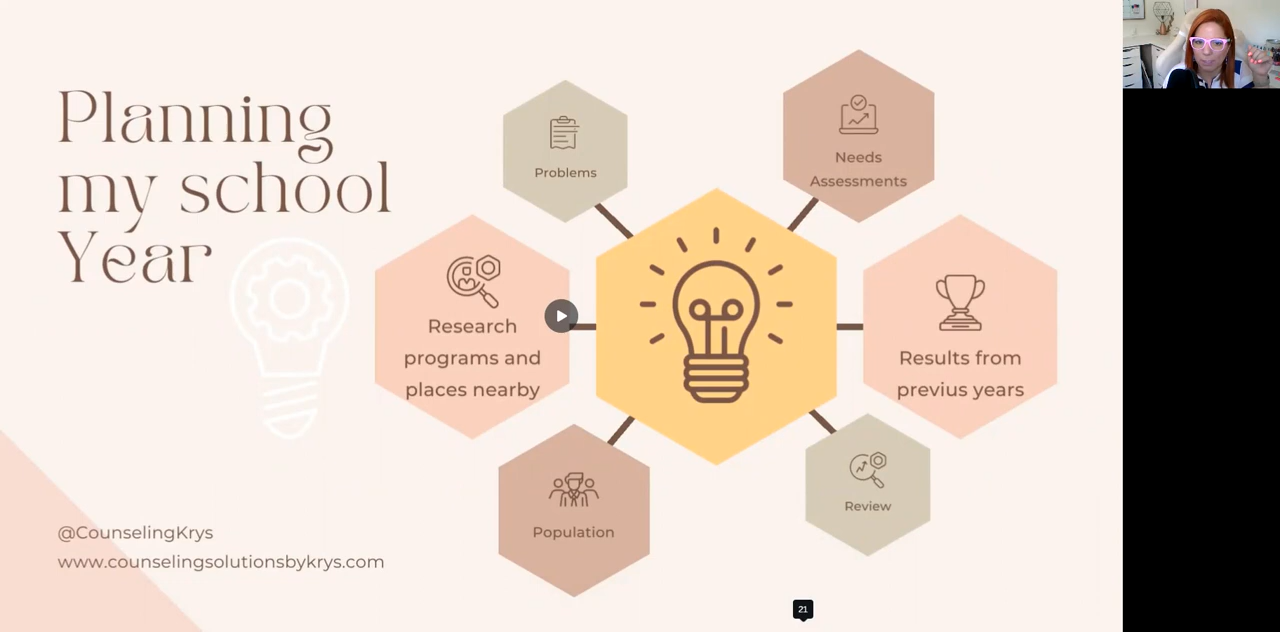 Planning
my school
Year
Problems
Needs
Assessments
Research
programs and
places nearby
Results from
previus years
Population
Review
@CounselingKrys
www.counselingsolutionsbykrys.com
21